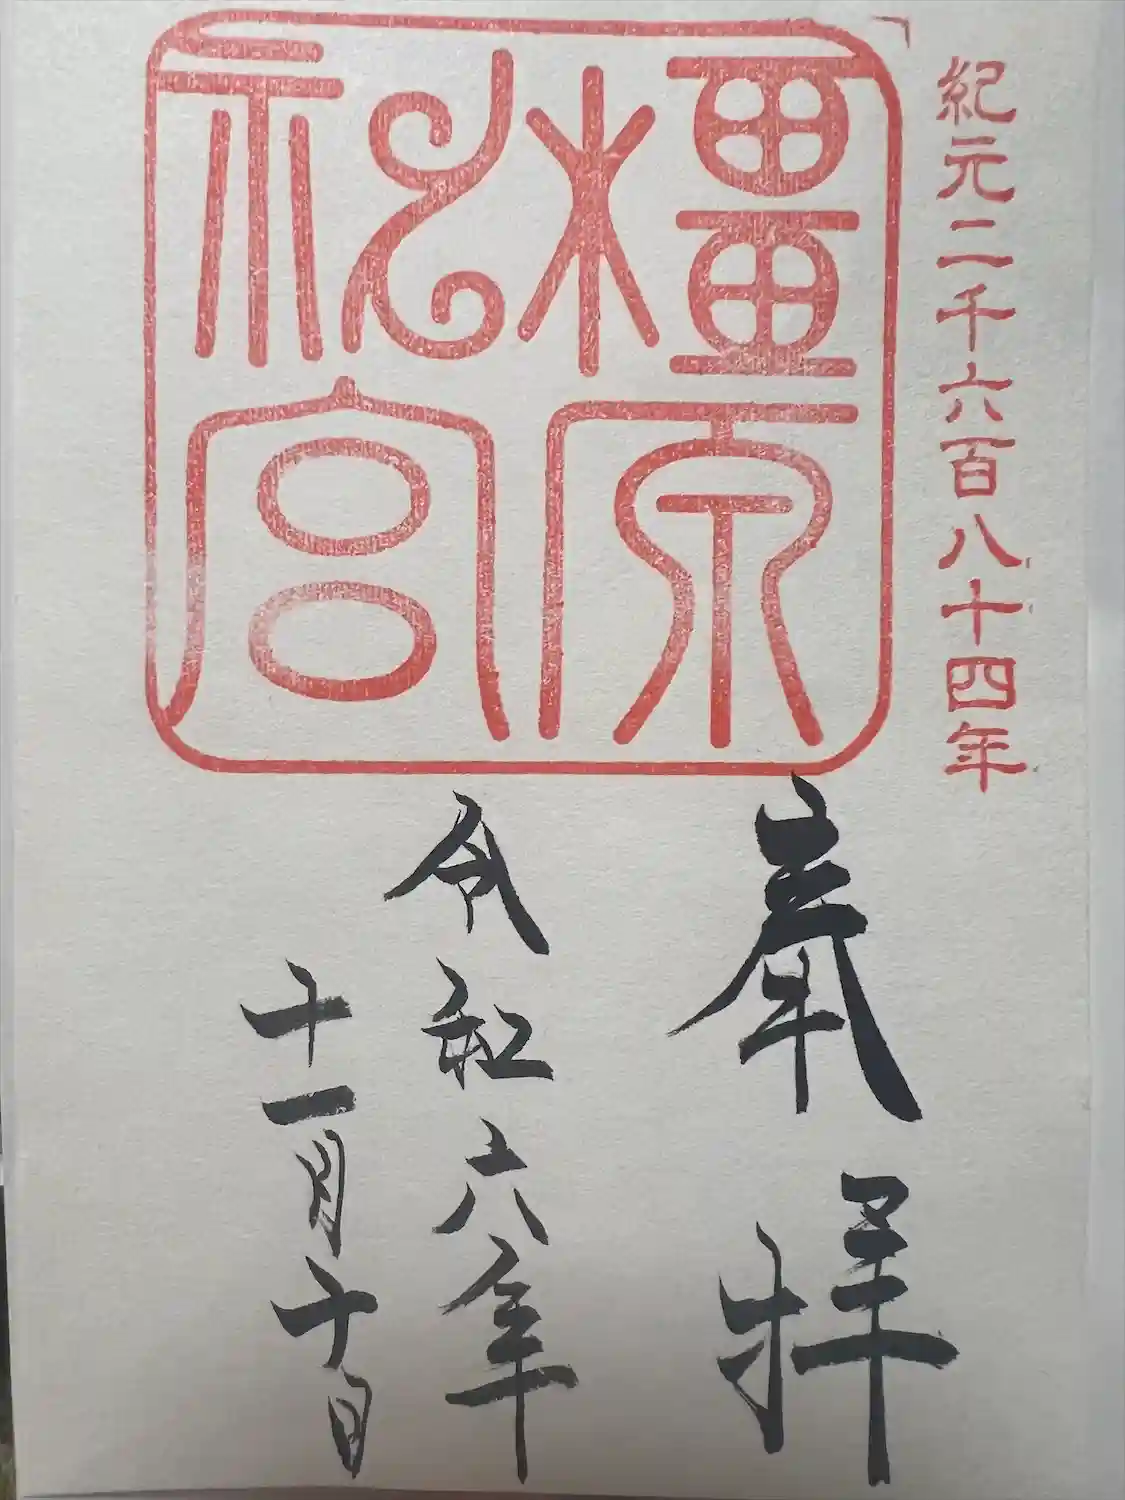 紀元二千六百八十四年
橿原
神宮
奉拝
令和六年
十一月十日